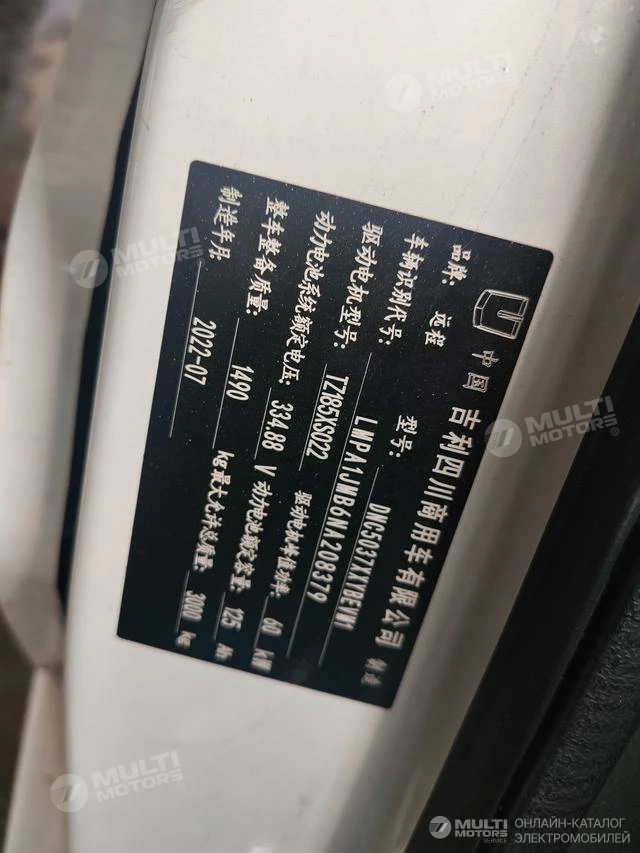 中国 吉利四川商用车有限公司 制造
品牌: 远程 型号: DNC5037XXYBEVM1
车辆识别代号: LMPA1JMB6NA208379
驱动电机型号: TZ185XS022 驱动电机峰值功率: 60 kW
动力电池系统额定电压: 334.88 V 动力电池额定容量: 125 Ah
整车整备质量: 1490 kg 最大允许总质量: 3000 kg
制造年月: 2022-07
MULTI MOTORS
MULTI MOTORS
MULTI MOTORS
MULTI MOTORS
MULTI MOTORS SERVICE
ОНЛАЙН-КАТАЛОГ
ЭЛЕКТРОМОБИЛЕЙ